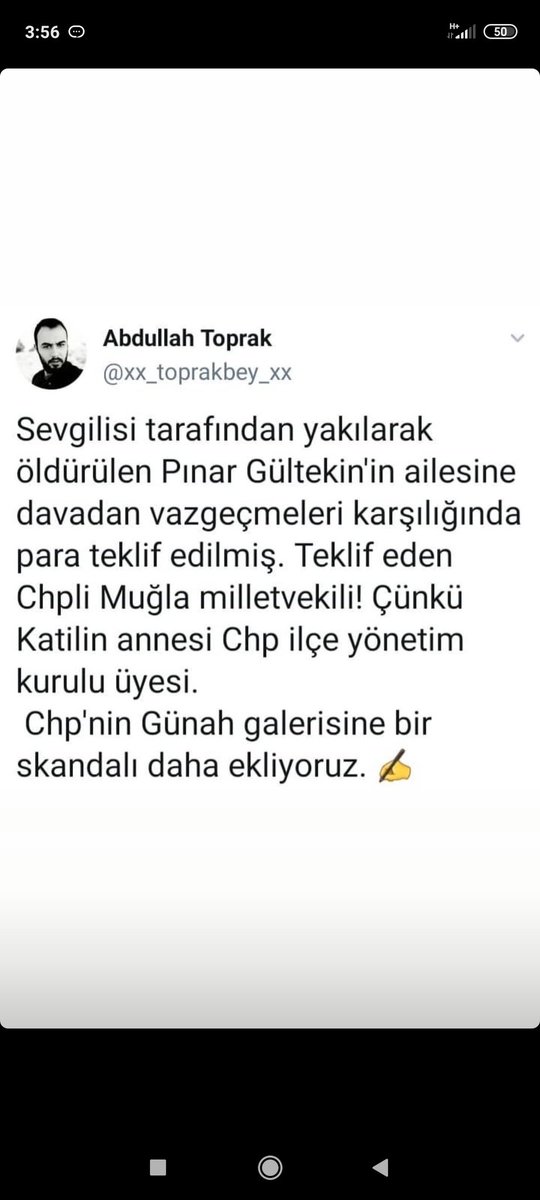 3:56
H+
50
Abdullah Toprak
@xx_toprakbey_xx
Sevgilisi tarafından yakılarak
öldürülen Pınar Gültekin'in ailesine
davadan vazgeçmeleri karşılığında
para teklif edilmiş. Teklif eden
Chpli Muğla milletvekili! Çünkü
Katilin annesi Chp ilçe yönetim
kurulu üyesi.
Chp'nin Günah galerisine bir
skandalı daha ekliyoruz. ✍